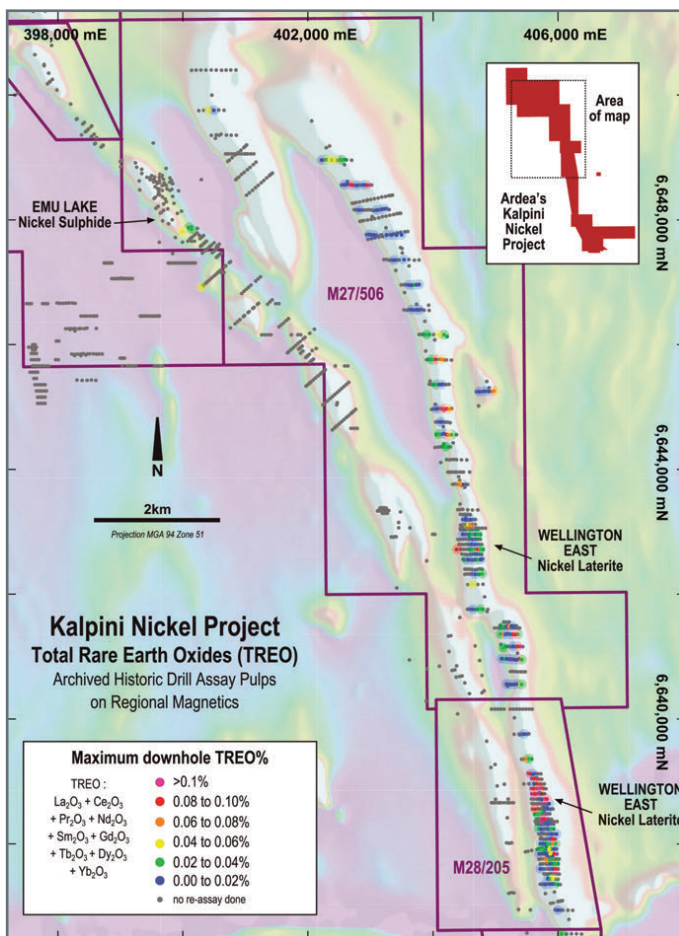 398,000 mE
402,000 mE
406,000 mE
Area
of map
Ardea's
Kalpini
Nickel
Project
6,648,000 mN
EMU LAKE
Nickel Sulphide
M27/506
N
2km
Projection MGA 94 Zone 51
6,644,000 mN
WELLINGTON
EAST
Nickel Laterite
Kalpini Nickel Project
Total Rare Earth Oxides (TREO)
Archived Historic Drill Assay Pulps
on Regional Magnetics
6,640,000 mN
Maximum downhole TREO%
TREO :
La₂O₃ + Ce₂O₃
+ Pr₂O₃ + Nd₂O₃
+ Sm₂O₃ + Gd₂O₃
+ Tb₂O₃ + Dy₂O₃
+ Yb₂O₃
>0.1%
0.08 to 0.10%
0.06 to 0.08%
0.04 to 0.06%
0.02 to 0.04%
0.00 to 0.02%
no re-assay done
WELLINGTON
EAST
Nickel Laterite
M28/205